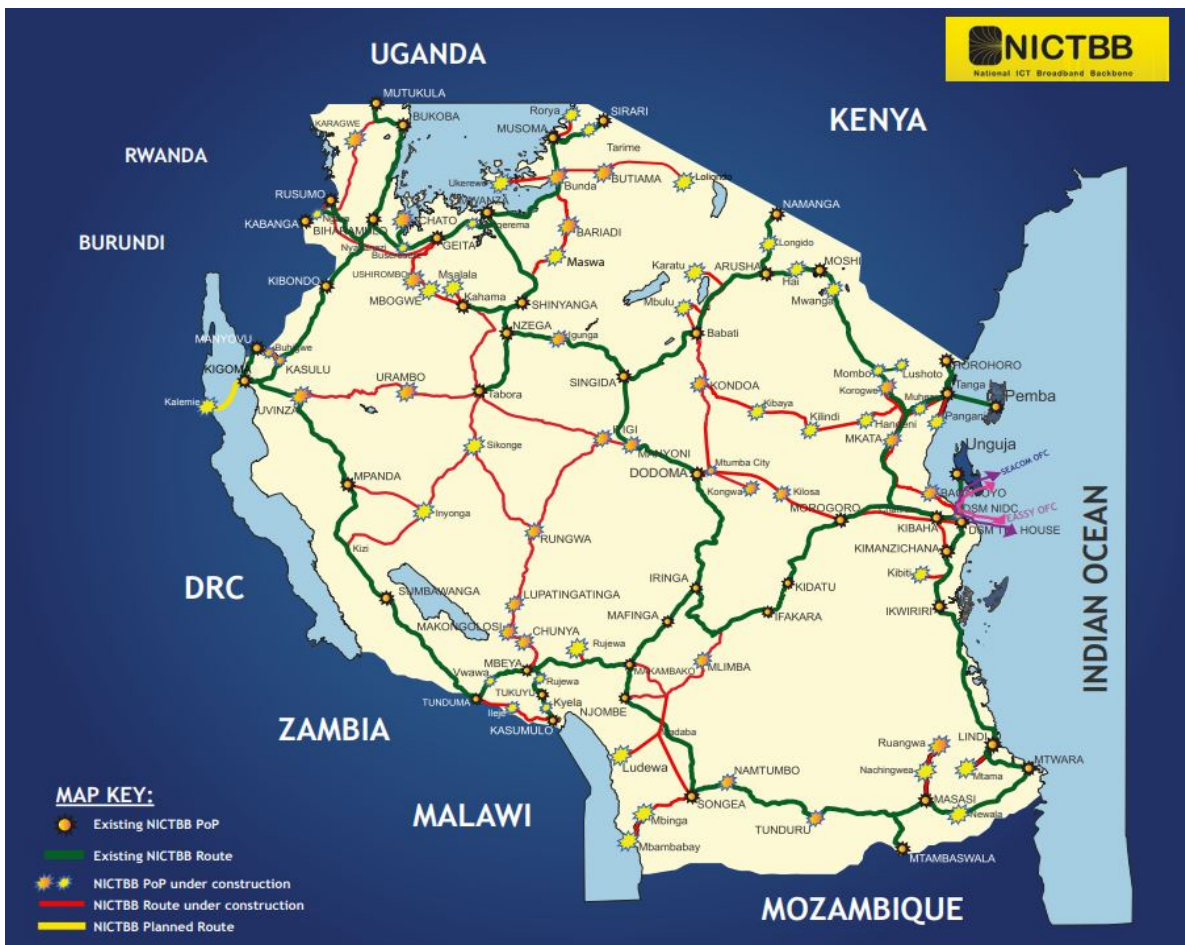 NICTBB
National ICT Broadband Backbone
UGANDA
KENYA
RWANDA
BURUNDI
DRC
ZAMBIA
MALAWI
MOZAMBIQUE
INDIAN OCEAN
MUTUKULA
BUKOBA
KARAGWE
Rorya
SIRARI
MUSOMA
Tarime
Ukerewe
Bunda
BUTIAMA
Loliondo
RUSUMO
KABANGA
CHATO
GEITA
BARIADI
Maswa
NAMANGA
Longido
KIBONDO
USHIROMBO
Msalala
MBOGWE
Kahama
SHINYANGA
Karatu
ARUSHA
Hai
MOSHI
Mbulu
Mwanga
NZEGA
Igunga
Babati
MANYOVU
Buhigwe
KASULU
KIGOMA
Kalemie
UVINZA
URAMBO
Tabora
SINGIDA
KONDOA
Kibaya
Kilindi
Mombo
Lushoto
Korogwe
HOROHORO
Tanga
Pemba
Handeni
MKATA
Unguja
SEACOM OFC
EASSY OFC
Sikonge
MANYONI
DODOMA
Mtumba City
Kongwa
Kilosa
MOROGORO
KIBAHA
DSM NIDC
HOUSE
KIMANZICHANA
Kibiti
IKWIRIRI
MPANDA
Inyonga
Kizi
RUNGWA
SUMBAWANGA
LUPATINGATINGA
MAKONGOLOSI
CHUNYA
IRINGA
MAFINGA
KIDATU
IFAKARA
Rujewa
MBEYA
Vwawa
Rujewa
TUKUYU
Kyela
TUNDUMA
Ileje
KASUMULO
MAKAMBAKO
MLIMBA
NJOMBE
Ludewa
NAMTUMBO
SONGEA
Mbinga
Mbambabay
TUNDURU
Ruangwa
Nachingwea
LINDI
Mtama
MTWARA
MASASI
Newala
MTAMBASWALA
MAP KEY:
Existing NICTBB PoP
Existing NICTBB Route
NICTBB PoP under construction
NICTBB Route under construction
NICTBB Planned Route